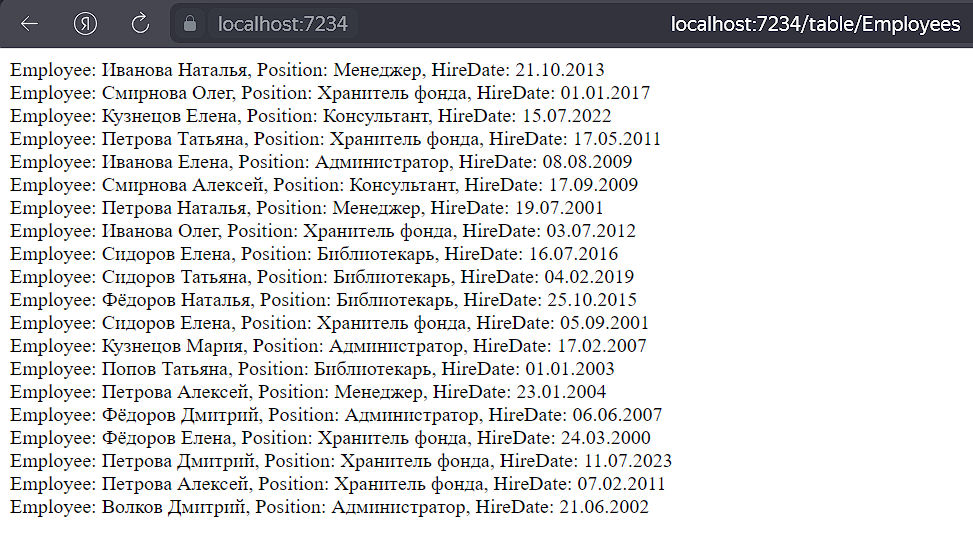 localhost:7234 localhost:7234/table/Employees
Employee: Иванова Наталья, Position: Менеджер, HireDate: 21.10.2013
Employee: Смирнова Олег, Position: Хранитель фонда, HireDate: 01.01.2017
Employee: Кузнецов Елена, Position: Консультант, HireDate: 15.07.2022
Employee: Петрова Татьяна, Position: Хранитель фонда, HireDate: 17.05.2011
Employee: Иванова Елена, Position: Администратор, HireDate: 08.08.2009
Employee: Смирнова Алексей, Position: Консультант, HireDate: 17.09.2009
Employee: Петрова Наталья, Position: Менеджер, HireDate: 19.07.2001
Employee: Иванова Олег, Position: Хранитель фонда, HireDate: 03.07.2012
Employee: Сидоров Елена, Position: Библиотекарь, HireDate: 16.07.2016
Employee: Сидоров Татьяна, Position: Библиотекарь, HireDate: 04.02.2019
Employee: Фёдоров Наталья, Position: Библиотекарь, HireDate: 25.10.2015
Employee: Сидоров Елена, Position: Хранитель фонда, HireDate: 05.09.2001
Employee: Кузнецов Мария, Position: Администратор, HireDate: 17.02.2007
Employee: Попов Татьяна, Position: Библиотекарь, HireDate: 01.01.2003
Employee: Петрова Алексей, Position: Менеджер, HireDate: 23.01.2004
Employee: Фёдоров Дмитрий, Position: Администратор, HireDate: 06.06.2007
Employee: Фёдоров Елена, Position: Хранитель фонда, HireDate: 24.03.2000
Employee: Петрова Дмитрий, Position: Хранитель фонда, HireDate: 11.07.2023
Employee: Петрова Алексей, Position: Хранитель фонда, HireDate: 07.02.2011
Employee: Волков Дмитрий, Position: Администратор, HireDate: 21.06.2002